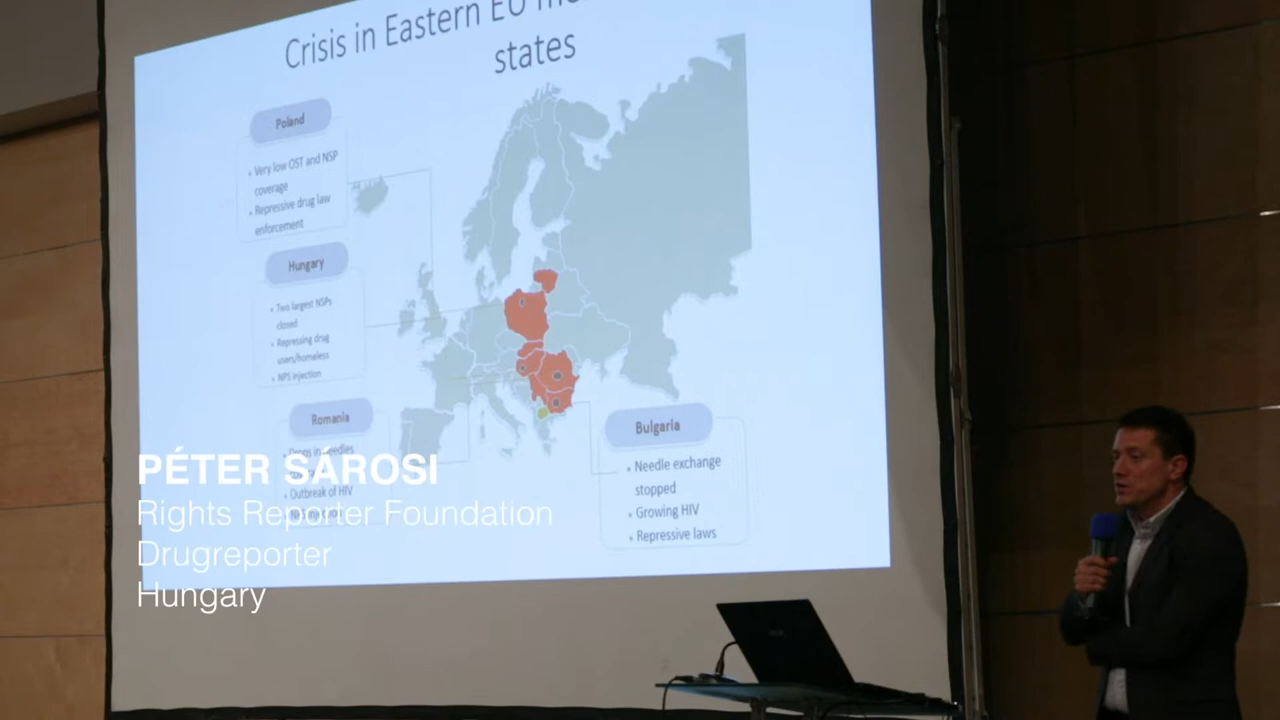 Crisis in Eastern EU
states
Poland
• Very low OST and NSP
coverage
• Repressive drug law
enforcement
Hungary
• Two largest NSPs
closed
• Repressing drug
users/homeless
• NPS injection
Romania
needles
• Outbreak of HIV
Bulgaria
• Needle exchange
stopped
• Growing HIV
• Repressive laws
PÉTER SÁROSI
Rights Reporter Foundation
Drugreporter
Hungary